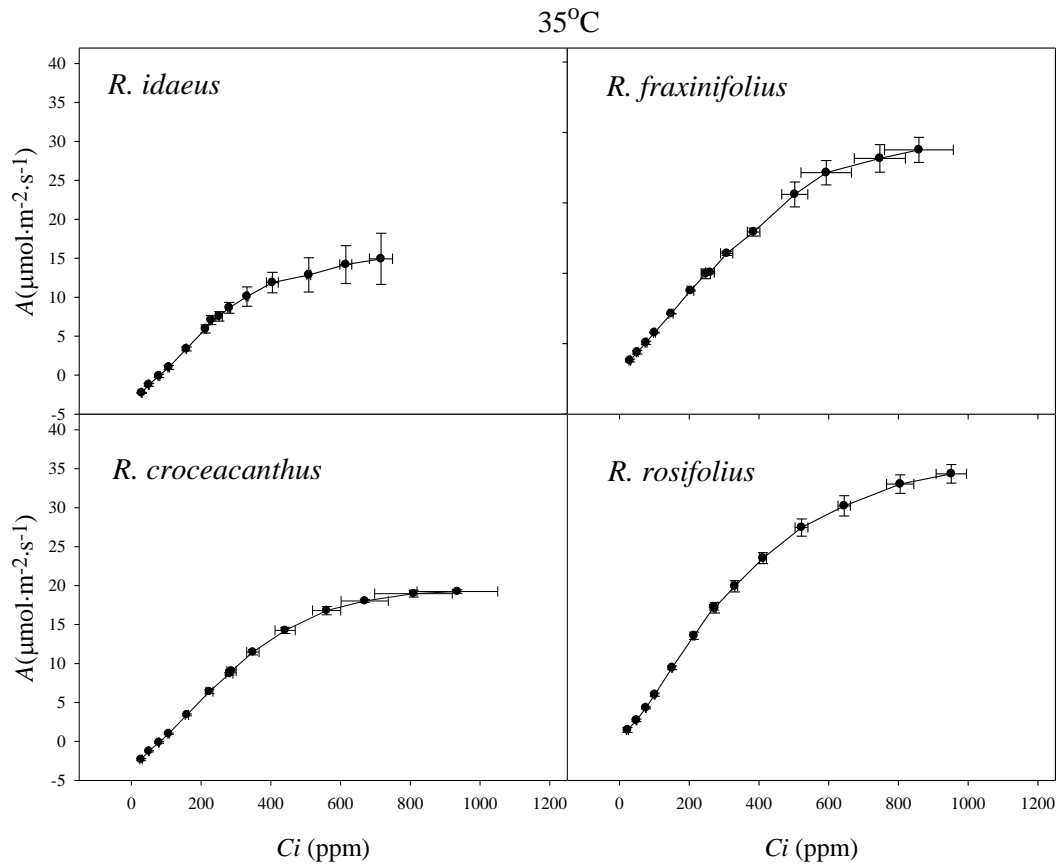 35°C
R. idaeus
R. fraxinifolius
40
35
30
25
20
15
10
5
0
-5
A(µmol·m⁻²·s⁻¹)
R. croceacanthus
R. rosifolius
40
35
30
25
20
15
10
5
0
-5
A(µmol·m⁻²·s⁻¹)
0 200 400 600 800 1000 1200
0 200 400 600 800 1000 1200
Ci (ppm)
Ci (ppm)